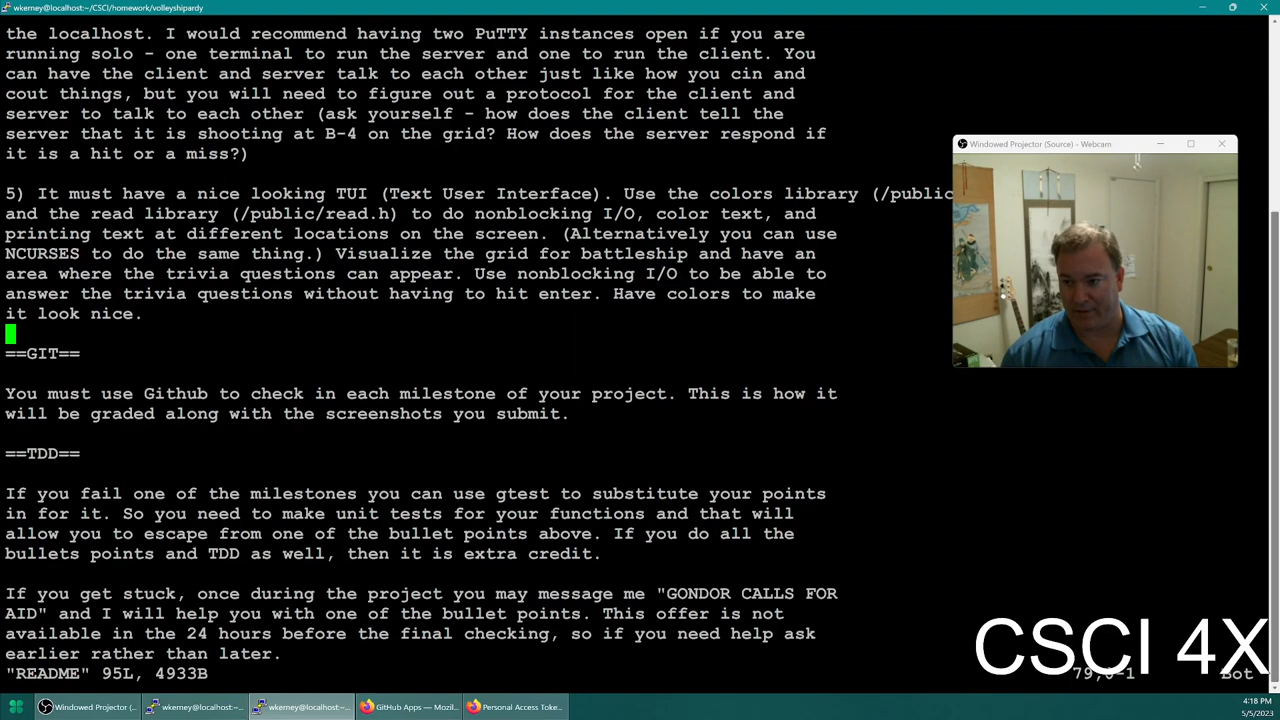 wkerney@localhost:~/CSCI/homework/volleyshipardy
the localhost. I would recommend having two PuTTY instances open if you are
running solo - one terminal to run the server and one to run the client. You
can have the client and server talk to each other just like how you cin and
cout things, but you will need to figure out a protocol for the client and
server to talk to each other (ask yourself - how does the client tell the
server that it is shooting at B-4 on the grid? How does the server respond if
it is a hit or a miss?)
Windowed Projector (Source) - Webcam
5) It must have a nice looking TUI (Text User Interface). Use the colors library (/public
and the read library (/public/read.h) to do nonblocking I/O, color text, and
printing text at different locations on the screen. (Alternatively you can use
NCURSES to do the same thing.) Visualize the grid for battleship and have an
area where the trivia questions can appear. Use nonblocking I/O to be able to
answer the trivia questions without having to hit enter. Have colors to make
it look nice.
==GIT==
You must use Github to check in each milestone of your project. This is how it
will be graded along with the screenshots you submit.
==TDD==
If you fail one of the milestones you can use gtest to substitute your points
in for it. So you need to make unit tests for your functions and that will
allow you to escape from one of the bullet points above. If you do all the
bullets points and TDD as well, then it is extra credit.
If you get stuck, once during the project you may message me "GONDOR CALLS FOR
AID" and I will help you with one of the bullet points. This offer is not
available in the 24 hours before the final checking, so if you need help ask
earlier rather than later.
"README" 95L, 4933B
CSCI 4X
Windowed Projector (...
wkerney@localhost:~...
wkerney@localhost:~...
GitHub Apps — Mozil...
Personal Access Toke...
4:18 PM
5/5/2023